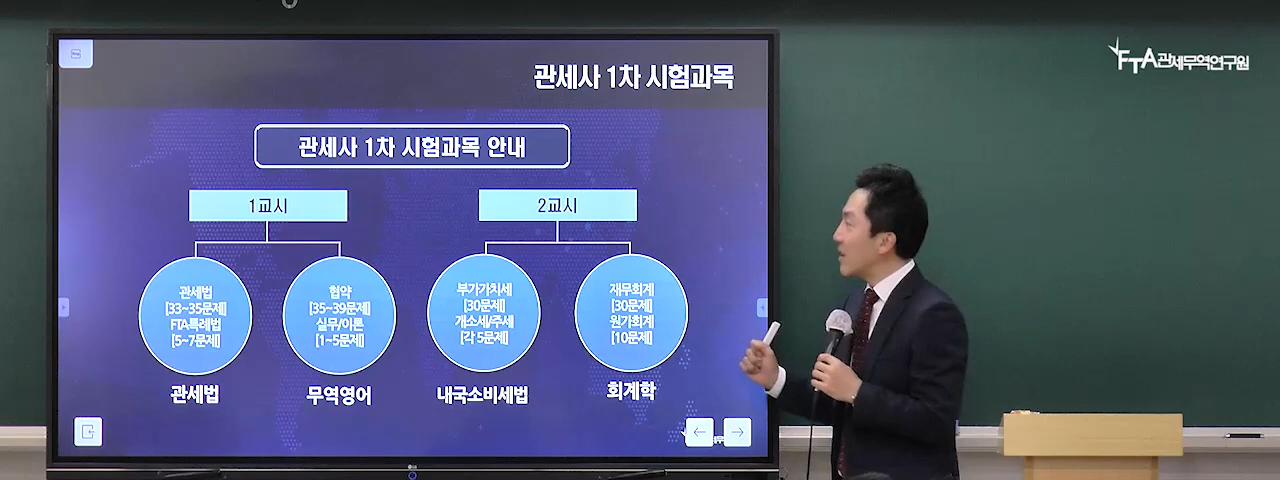 관세사 1차 시험과목
FTA관세무역연구원
관세사 1차 시험과목 안내
1교시
2교시
관세법
[33~35문제]
FTA특례법
[5~7문제]
협약
[35~39문제]
실무/이론
[1~5문제]
부가가치세
[30문제]
개소세/주세
[각 5문제]
재무회계
[30문제]
원가회계
[10문제]
관세법
무역영어
내국소비세법
회계학
LG